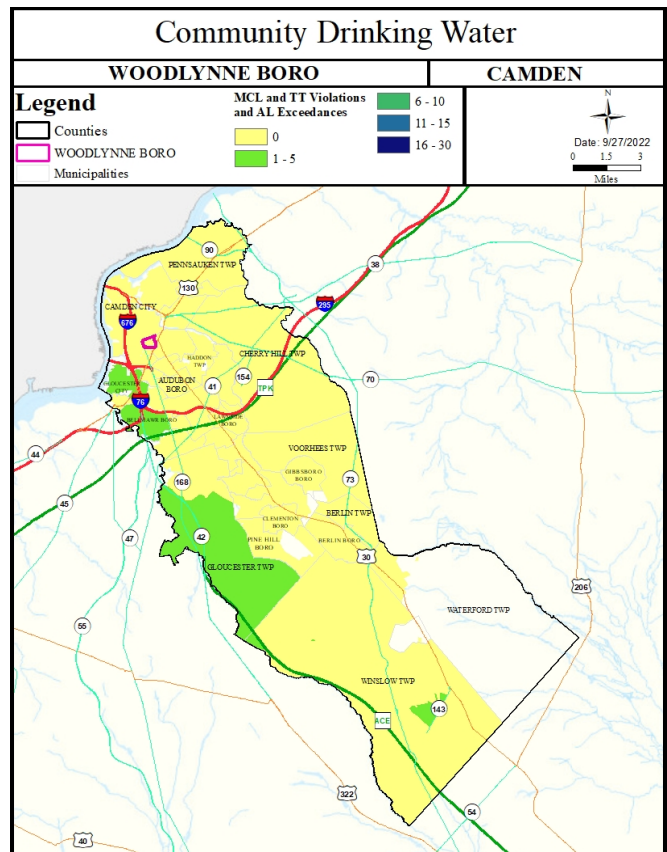 Community Drinking Water
WOODLYNNE BORO
CAMDEN
Legend
Counties
WOODLYNNE BORO
Municipalities
MCL and TT Violations
and AL Exceedances
0
1 - 5
6 - 10
11 - 15
16 - 30
N
Date: 9/27/2022
0 1.5 3
Miles
90
PENNSAUKEN TWP
38
130
295
CAMDEN CITY
676
CHERRY HILL TWP
HADDON
TWP
154
70
AUDUBON
BORO
41
TPK
GLOUCESTER
CITY
76
BELLMAWR BORO
44
VOORHEES TWP
168
GIBBSBORO
BORO
73
45
BERLIN TWP
CLEMENTON
BORO
47
42
PINE HILL
BORO
BERLIN BORO
30
GLOUCESTER TWP
206
WATERFORD TWP
55
WINSLOW TWP
143
ACE
322
54
40